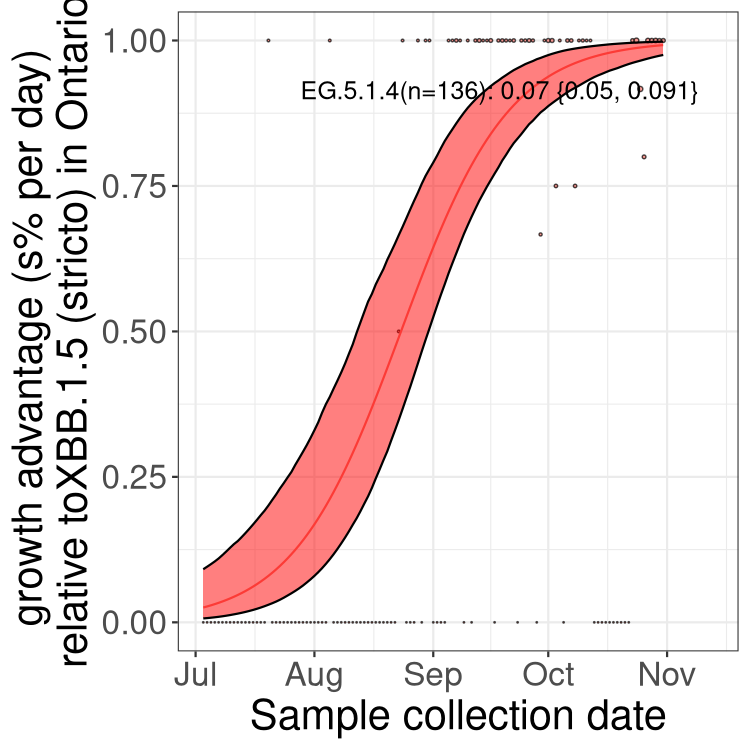 growth advantage (s% per day)
relative toXBB.1.5 (stricto) in Ontario
1.00
0.75
0.50
0.25
0.00
EG.5.1.4(n=136): 0.07 {0.05, 0.091}
Jul Aug Sep Oct Nov
Sample collection date